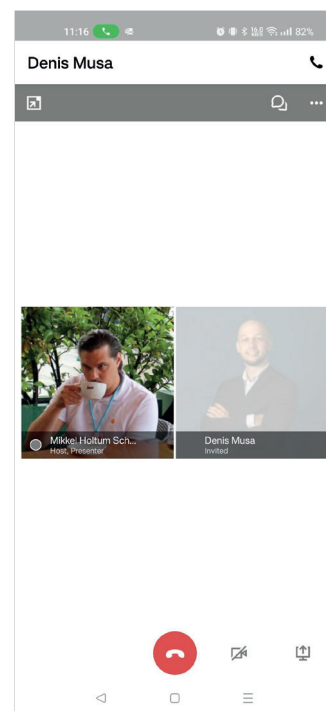 11:16
82%
Denis Musa
Mikkel Holtum Sch...
Host, Presenter
Denis Musa
Invited